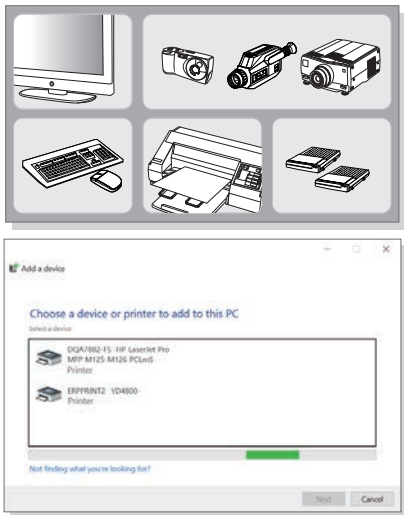 Add a device
Choose a device or printer to add to this PC
Select a device
DQA7882-F5 HP LaserJet Pro
MFP M125-M126 PCLmS
Printer
ERPPRINT2 YD4800
Printer
Not finding what you're looking for?
Next
Cancel